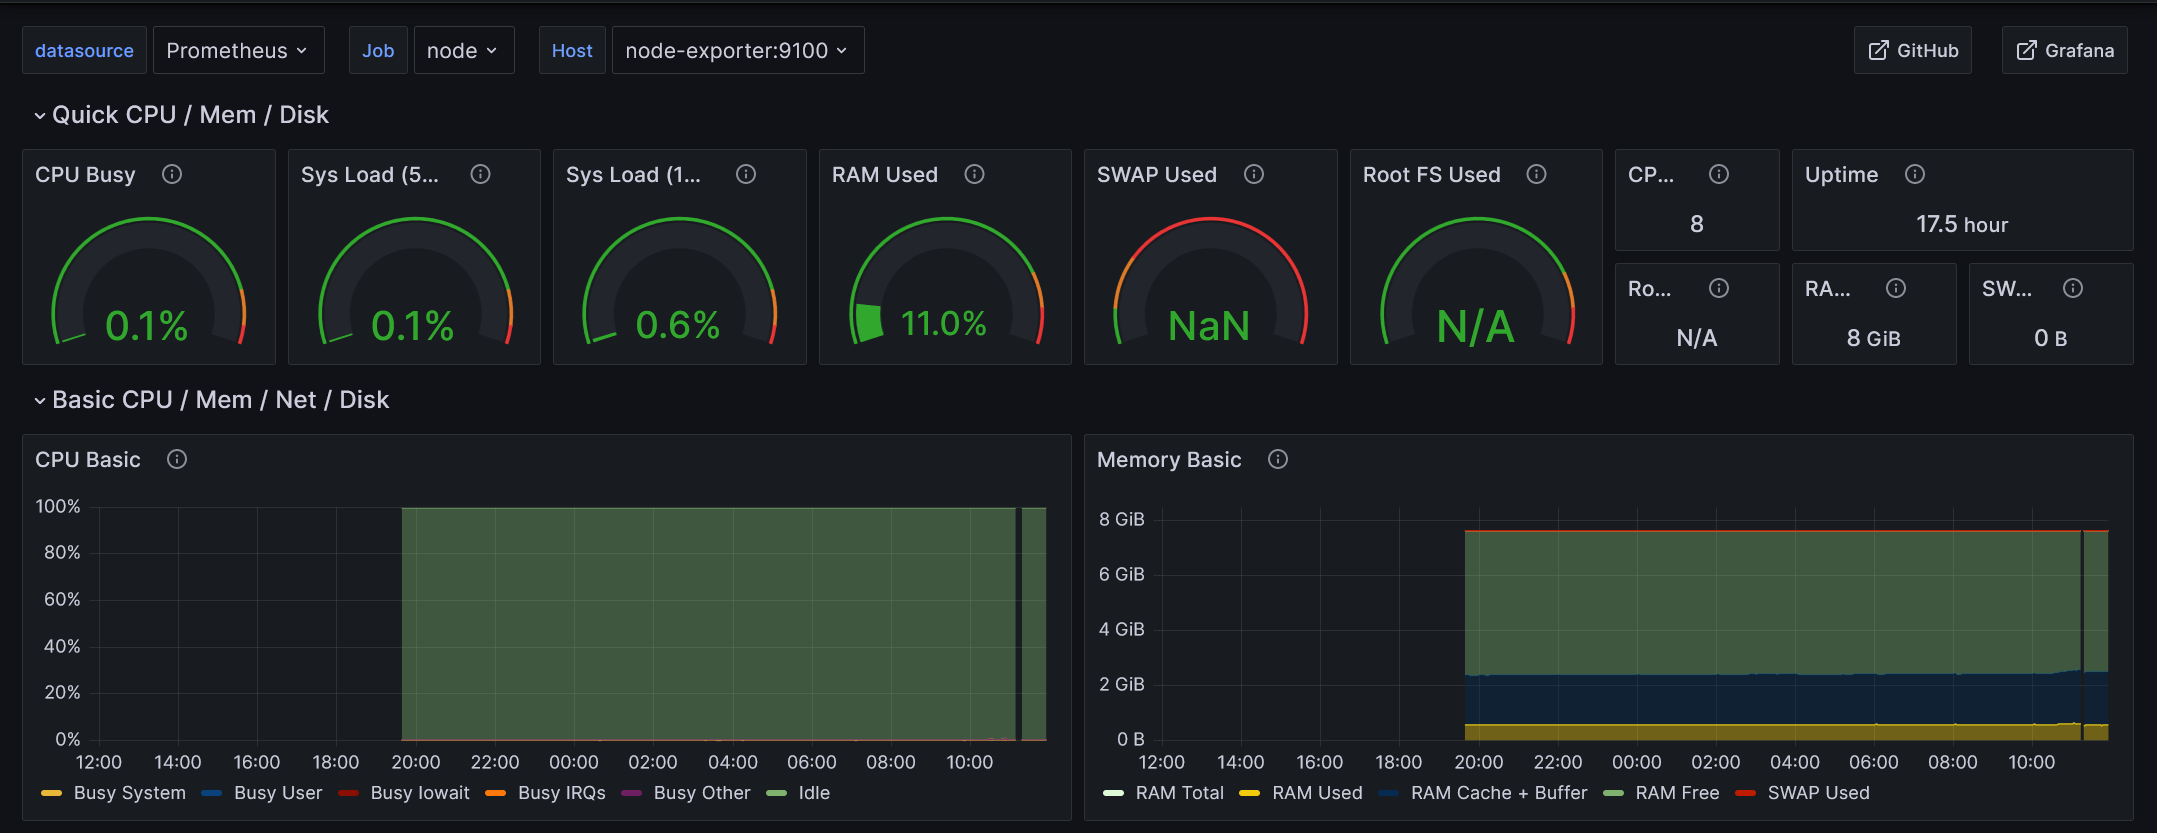 datasource Prometheus Job node Host node-exporter:9100 GitHub Grafana
Quick CPU / Mem / Disk
CPU Busy Sys Load (5... Sys Load (1... RAM Used SWAP Used Root FS Used CP... Uptime
8 17.5 hour
0.1% 0.1% 0.6% 11.0% NaN N/A
Ro... RA... SW...
N/A 8 GiB 0 B
Basic CPU / Mem / Net / Disk
CPU Basic
100%
80%
60%
40%
20%
0%
12:00 14:00 16:00 18:00 20:00 22:00 00:00 02:00 04:00 06:00 08:00 10:00
Busy System Busy User Busy Iowait Busy IRQs Busy Other Idle
Memory Basic
8 GiB
6 GiB
4 GiB
2 GiB
0 B
12:00 14:00 16:00 18:00 20:00 22:00 00:00 02:00 04:00 06:00 08:00 10:00
RAM Total RAM Used RAM Cache + Buffer RAM Free SWAP Used